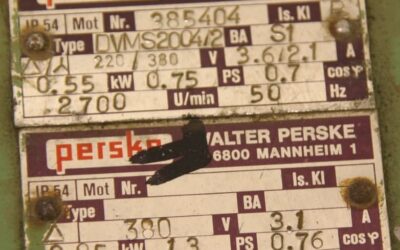 IP 54 Mot Nr. 385404 Is. Kl
Type DVMS2004/2 BA S1
220/380 V 3.6/2.1 A
0.55 kW 0.75 PS 0.7 cos φ
2700 U/min 50 Hz
perske WALTER PERSKE
6800 MANNHEIM 1
IP 54 Mot Nr. Is. Kl
Type BA
380 V 3.1 A
kW 1.3 PS 0.76 cos φ